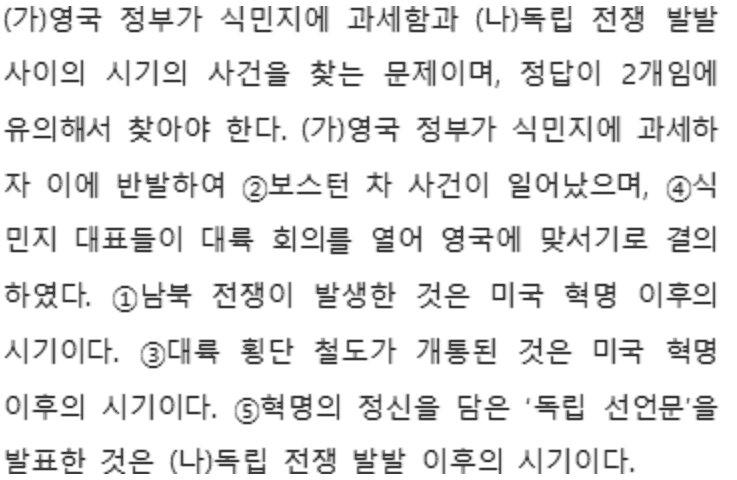 (가)영국 정부가 식민지에 과세함과 (나)독립 전쟁 발발
사이의 시기의 사건을 찾는 문제이며, 정답이 2개임에
유의해서 찾아야 한다. (가)영국 정부가 식민지에 과세하
자 이에 반발하여 ②보스턴 차 사건이 일어났으며, ④식
민지 대표들이 대륙 회의를 열어 영국에 맞서기로 결의
하였다. ①남북 전쟁이 발생한 것은 미국 혁명 이후의
시기이다. ③대륙 횡단 철도가 개통된 것은 미국 혁명
이후의 시기이다. ⑤혁명의 정신을 담은 ‘독립 선언문’을
발표한 것은 (나)독립 전쟁 발발 이후의 시기이다.